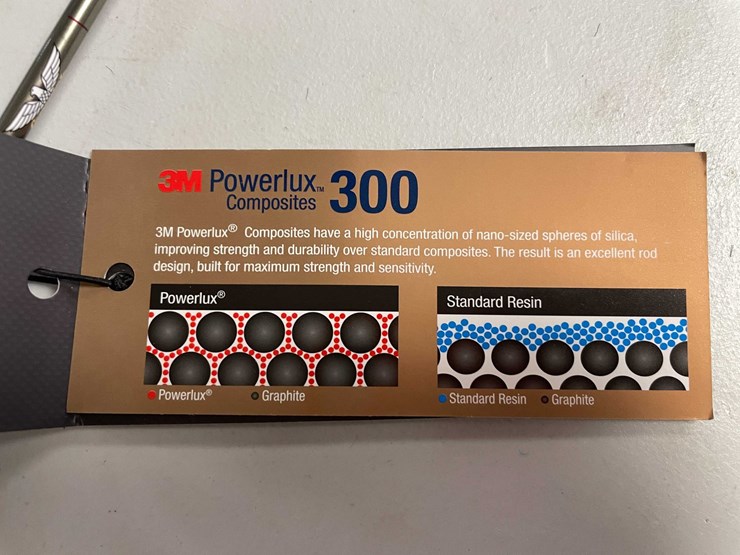 3M Powerlux™ 300
Composites
3M Powerlux® Composites have a high concentration of nano-sized spheres of silica,
improving strength and durability over standard composites. The result is an excellent rod
design, built for maximum strength and sensitivity.
Powerlux®
Powerlux®
Graphite
Standard Resin
Standard Resin
Graphite